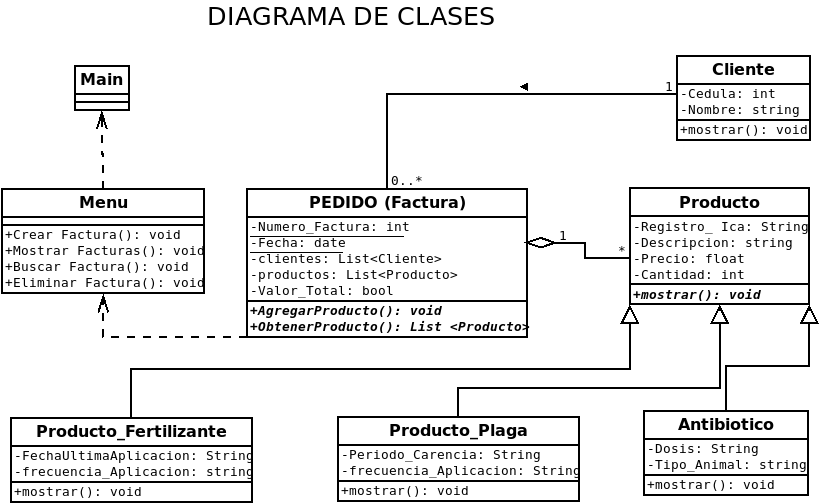 DIAGRAMA DE CLASES
Main
Cliente
-Cedula: int
-Nombre: string
+mostrar(): void
1
0..*
Menu
+Crear Factura(): void
+Mostrar Facturas(): void
+Buscar Factura(): void
+Eliminar Factura(): void
PEDIDO (Factura)
-Numero_Factura: int
-Fecha: date
-clientes: List<Cliente>
-productos: List<Producto>
-Valor_Total: bool
+AgregarProducto(): void
+ObtenerProducto(): List <Producto>
1
*
Producto
-Registro_ Ica: String
-Descripcion: string
-Precio: float
-Cantidad: int
+mostrar(): void
Producto_Fertilizante
-FechaUltimaAplicacion: String
-frecuencia_Aplicacion: string
+mostrar(): void
Producto_Plaga
-Periodo_Carencia: String
-frecuencia_Aplicacion: String
+mostrar(): void
Antibiotico
-Dosis: String
-Tipo_Animal: string
+mostrar(): void